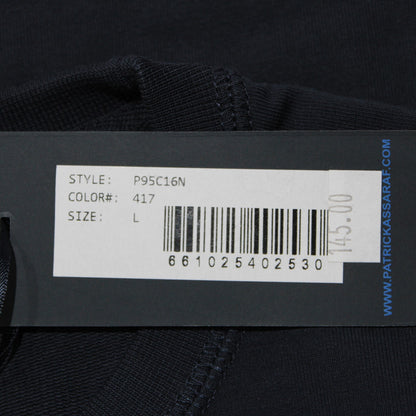 STYLE: P95C16N
COLOR#: 417
SIZE: L
661025402530
145.00
WWW.PATRICKASSARAF.COM